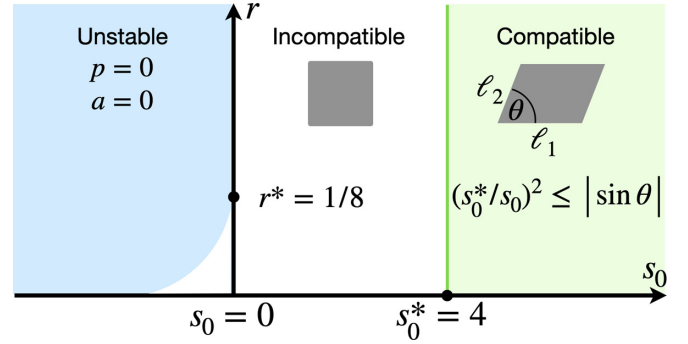 r
Unstable
p = 0
a = 0
Incompatible
Compatible
ℓ₂
θ
ℓ₁
r* = 1/8
(s₀*/s₀)² ≤ |sin θ|
s₀
s₀ = 0
s₀* = 4